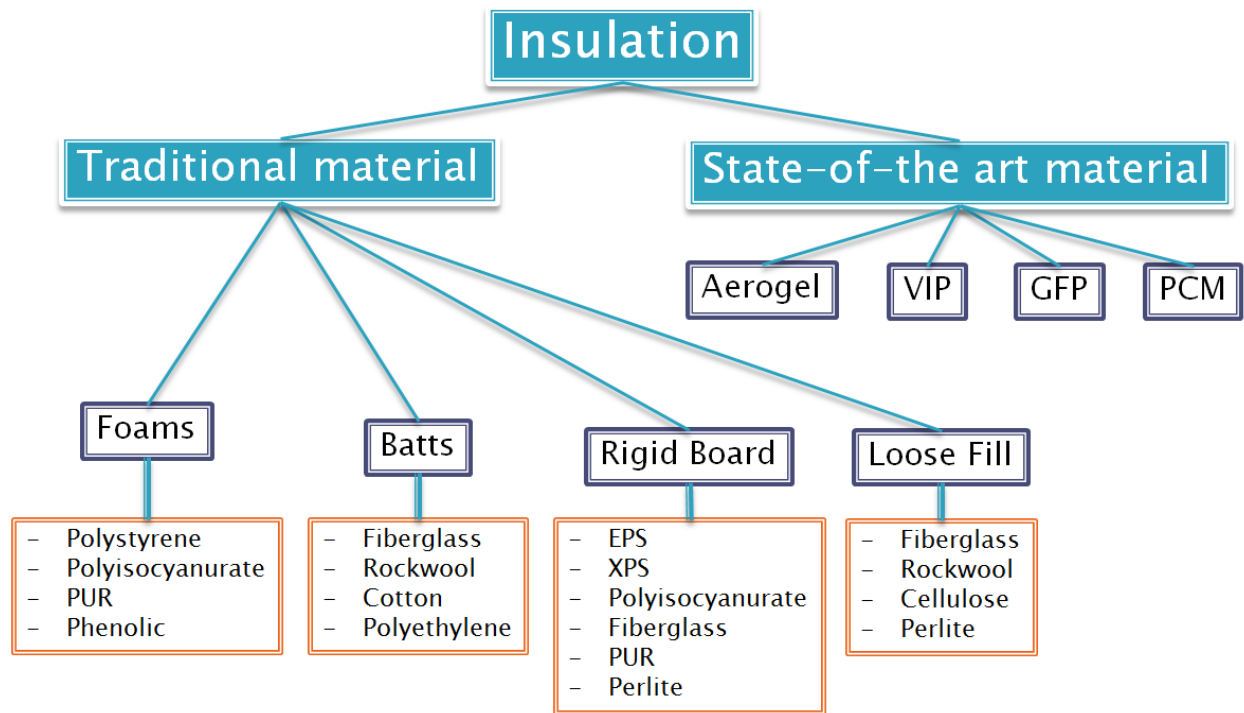 Insulation
Traditional material
State-of-the art material
Aerogel
VIP
GFP
PCM
Foams
Batts
Rigid Board
Loose Fill
- Polystyrene
- Polyisocyanurate
- PUR
- Phenolic
- Fiberglass
- Rockwool
- Cotton
- Polyethylene
- EPS
- XPS
- Polyisocyanurate
- Fiberglass
- PUR
- Perlite
- Fiberglass
- Rockwool
- Cellulose
- Perlite